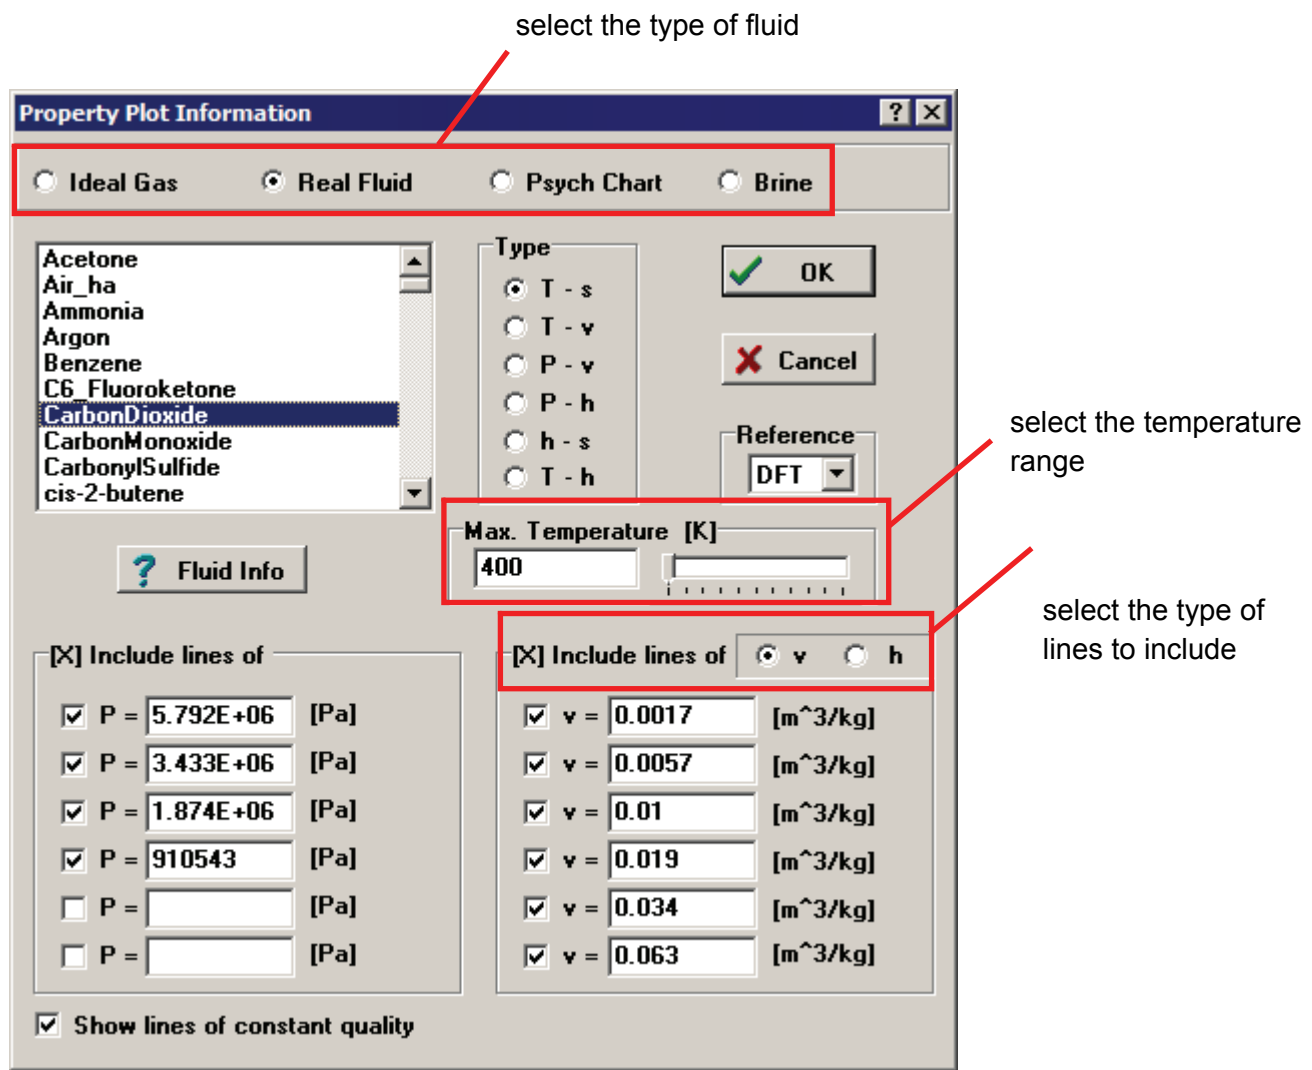 select the type of fluid
Property Plot Information
? X
Ideal Gas Real Fluid Psych Chart Brine
Acetone
Air_ha
Ammonia
Argon
Benzene
C6_Fluoroketone
CarbonDioxide
CarbonMonoxide
CarbonylSulfide
cis-2-butene
Type
T - s
T - v
P - v
P - h
h - s
T - h
OK
Cancel
Reference
DFT
select the temperature
range
? Fluid Info
Max. Temperature [K]
400
select the type of
lines to include
[X] Include lines of
P = 5.792E+06 [Pa]
P = 3.433E+06 [Pa]
P = 1.874E+06 [Pa]
P = 910543 [Pa]
P = [Pa]
P = [Pa]
[X] Include lines of v h
v = 0.0017 [m^3/kg]
v = 0.0057 [m^3/kg]
v = 0.01 [m^3/kg]
v = 0.019 [m^3/kg]
v = 0.034 [m^3/kg]
v = 0.063 [m^3/kg]
Show lines of constant quality